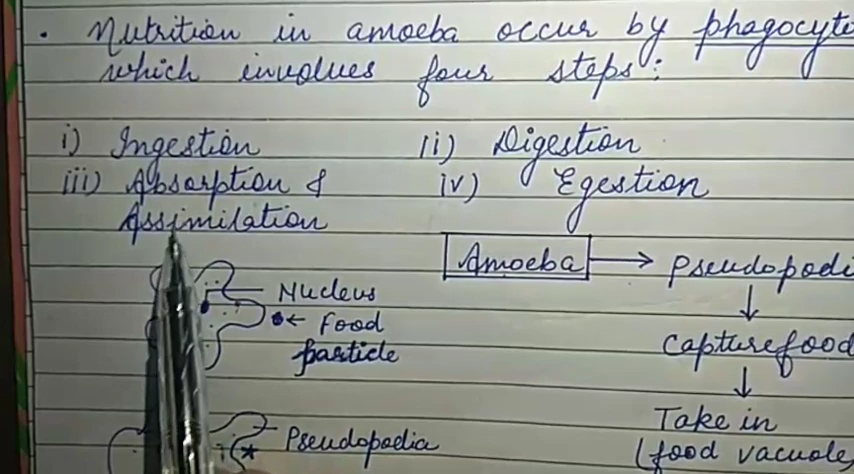 . Nutrition in amoeba occur by phagocyt
which involves four steps:
i) Ingestion ii) Digestion
iii) Absorption & iv) Egestion
Assimilation
Amoeba → Pseudopodi
Nucleus ↓
← Food Capture food
particle ↓
Take in
Pseudopodia (food vacuole